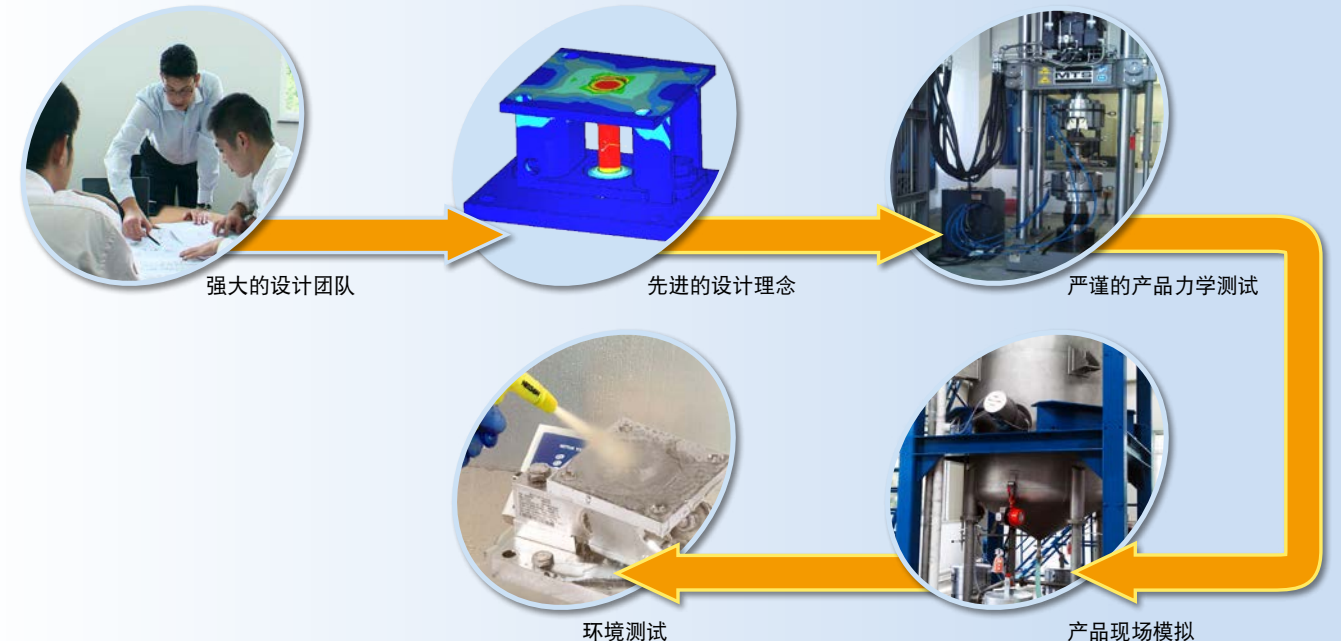 强大的设计团队
先进的设计理念
MTS
严谨的产品力学测试
产品现场模拟
环境测试